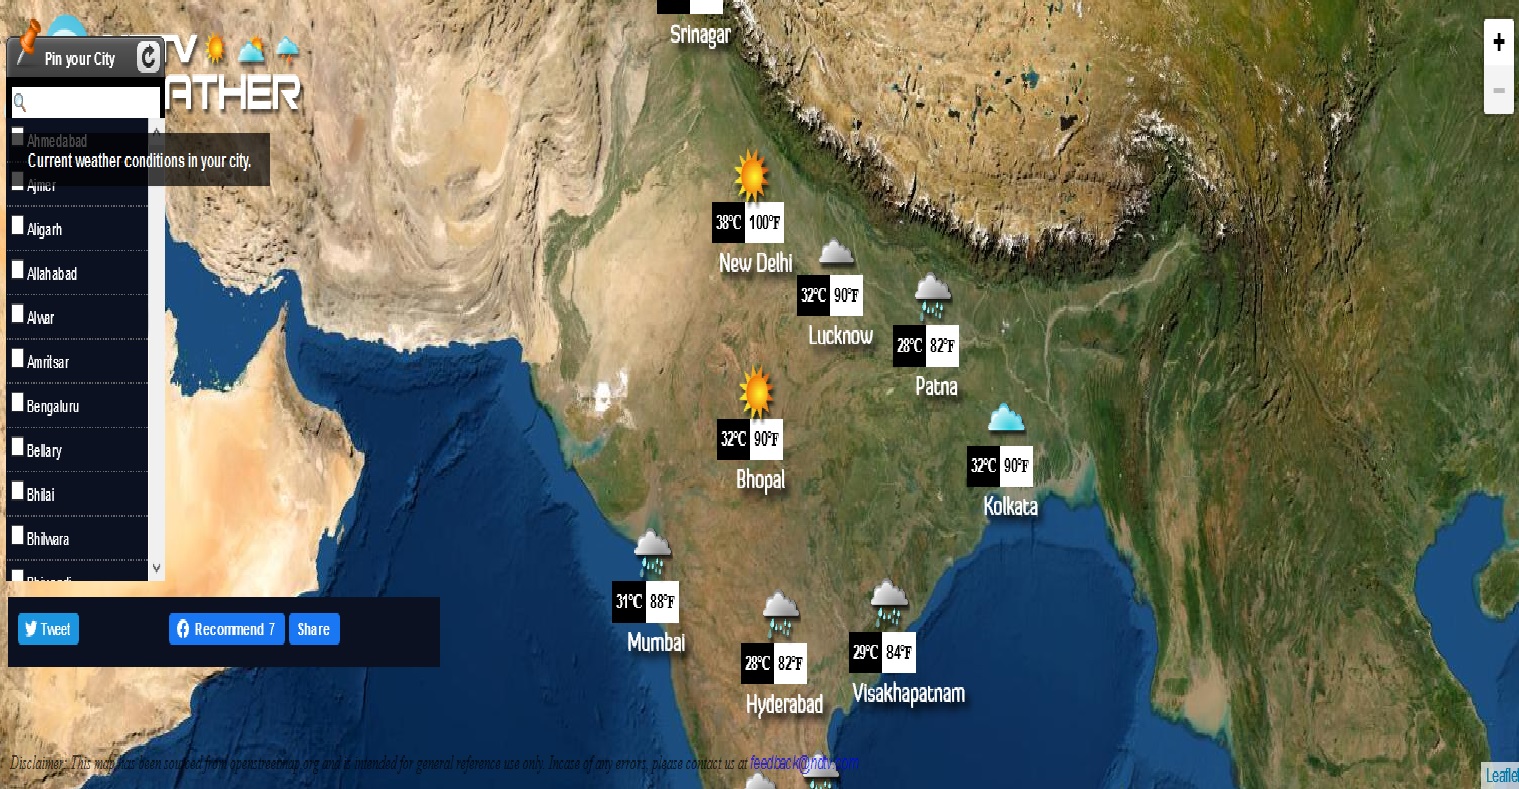 Pin your City
TV
ATHER
Ahmedabad
Current weather conditions in your city.
Ajmer
Aligarh
Allahabad
Alwar
Amritsar
Bengaluru
Bellary
Bhilai
Bhilwara
Tweet
Recommend 7
Share
Srinagar
38°C 100°F
New Delhi
32°C 90°F
Lucknow
28°C 82°F
Patna
32°C 90°F
Bhopal
32°C 90°F
Kolkata
31°C 88°F
Mumbai
28°C 82°F
Hyderabad
29°C 84°F
Visakhapatnam
+
−
Disclaimer: This map has been sourced from openstreetmap.org and is intended for general reference use only. Incase of any errors, please contact us at feedback@ndtv.com
Leaflet